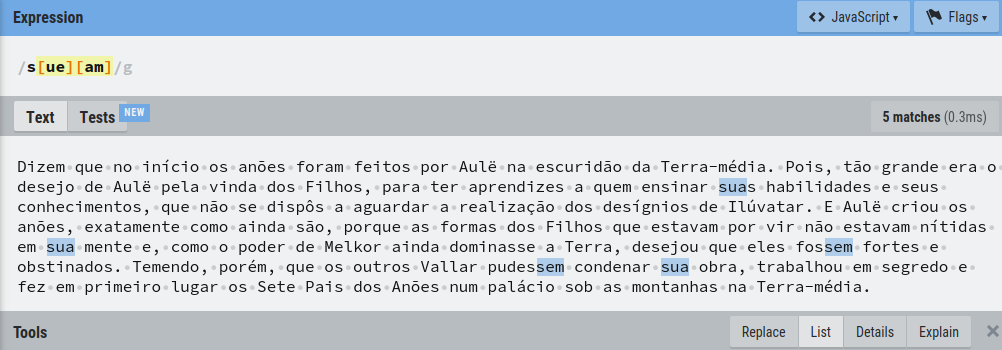 Expression
<> JavaScript ▾
Flags ▾
/s[ue][am]/g
Text
Tests
NEW
5 matches (0.3ms)
Dizem que no início os anões foram feitos por Aulë na escuridão da Terra-média. Pois, tão grande era o
desejo de Aulë pela vinda dos Filhos, para ter aprendizes a quem ensinar suas habilidades e seus
conhecimentos, que não se dispôs a aguardar a realização dos desígnios de Ilúvatar. E Aulë criou os
anões, exatamente como ainda são, porque as formas dos Filhos que estavam por vir não estavam nítidas
em sua mente e, como o poder de Melkor ainda dominasse a Terra, desejou que eles fossem fortes e
obstinados. Temendo, porém, que os outros Vallar pudessem condenar sua obra, trabalhou em segredo e
fez em primeiro lugar os Sete Pais dos Anões num palácio sob as montanhas na Terra-média.
Tools
Replace
List
Details
Explain
×